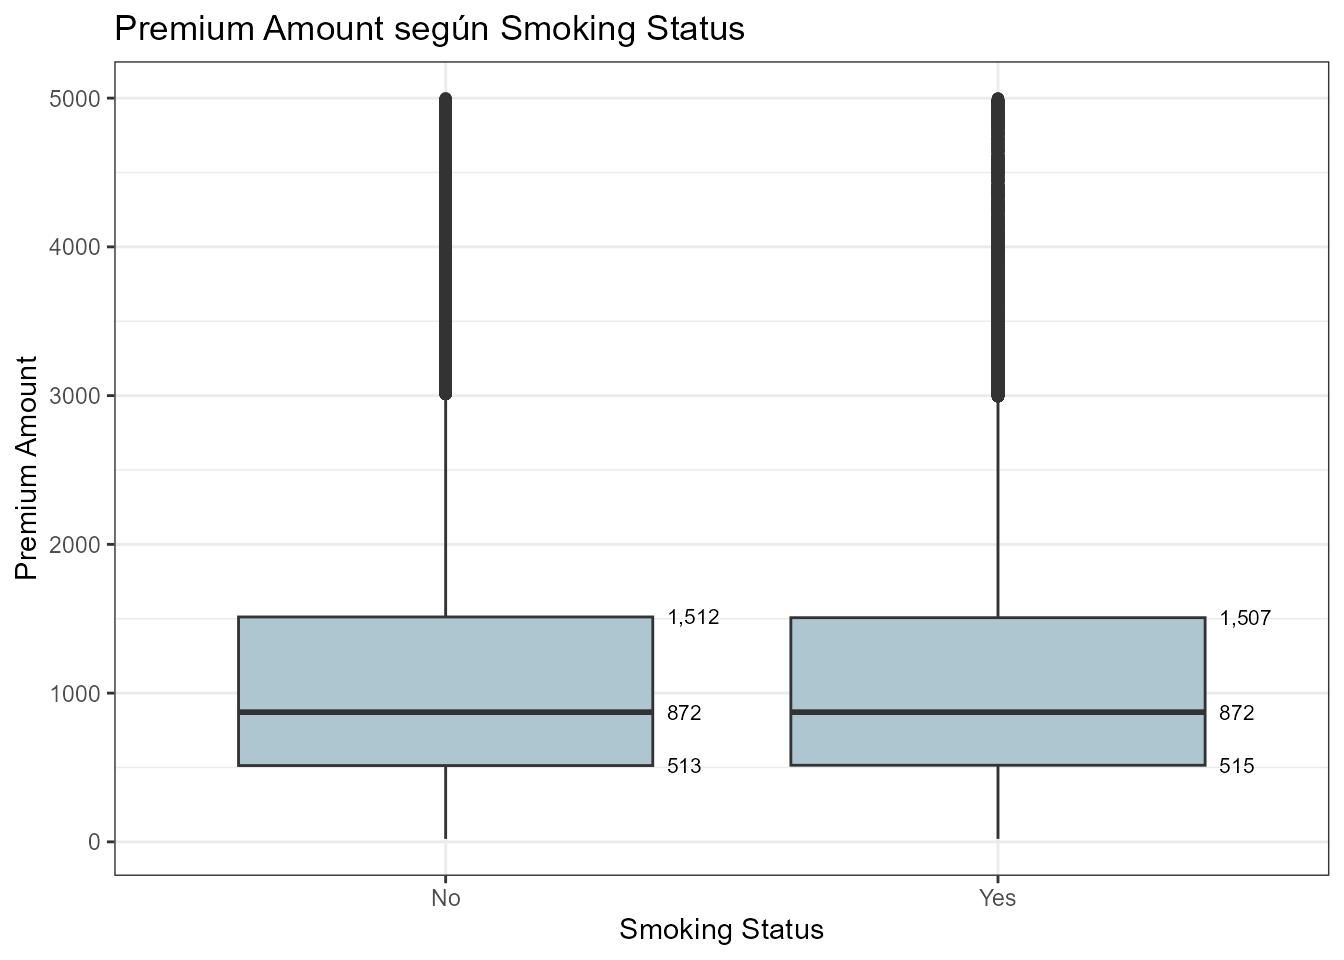 Premium Amount según Smoking Status
Premium Amount
5000
4000
3000
2000
1000
0
1,512
872
513
1,507
872
515
No
Yes
Smoking Status